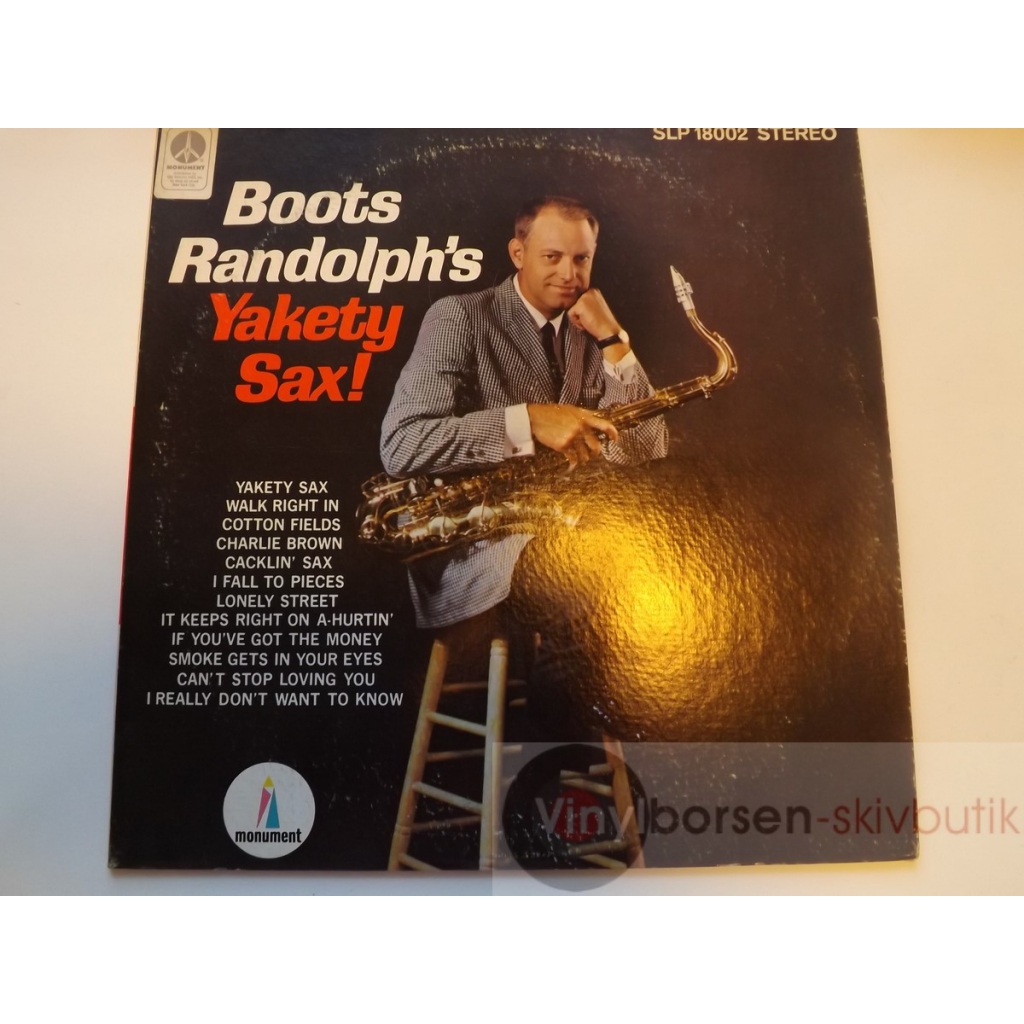 SLP 18002 STEREO
MONUMENT
Boots
Randolph's
Yakety
Sax!
YAKETY SAX
WALK RIGHT IN
COTTON FIELDS
CHARLIE BROWN
CACKLIN' SAX
I FALL TO PIECES
LONELY STREET
IT KEEPS RIGHT ON A-HURTIN'
IF YOU'VE GOT THE MONEY
SMOKE GETS IN YOUR EYES
CAN'T STOP LOVING YOU
I REALLY DON'T WANT TO KNOW
monument
Vinylborsen-skivbutik